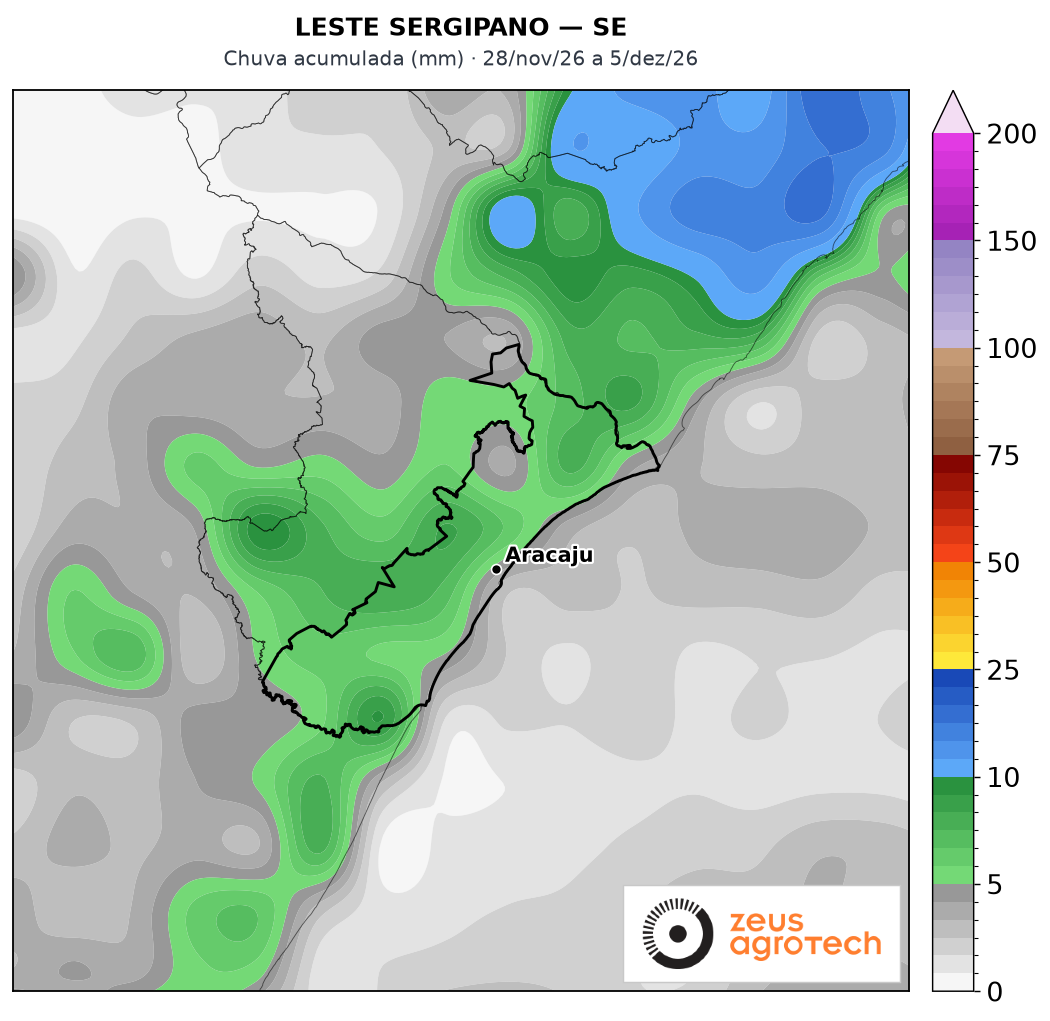 LESTE SERGIPANO — SE
Chuva acumulada (mm) · 28/nov/26 a 5/dez/26
200
150
100
75
50
25
10
5
0
Aracaju
zeus
agrotech